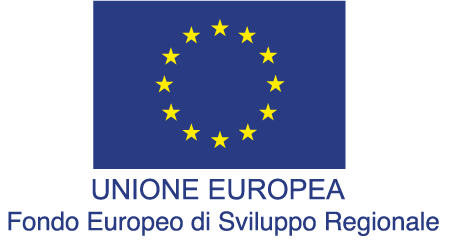 UNIONE EUROPEA
Fondo Europeo di Sviluppo Regionale